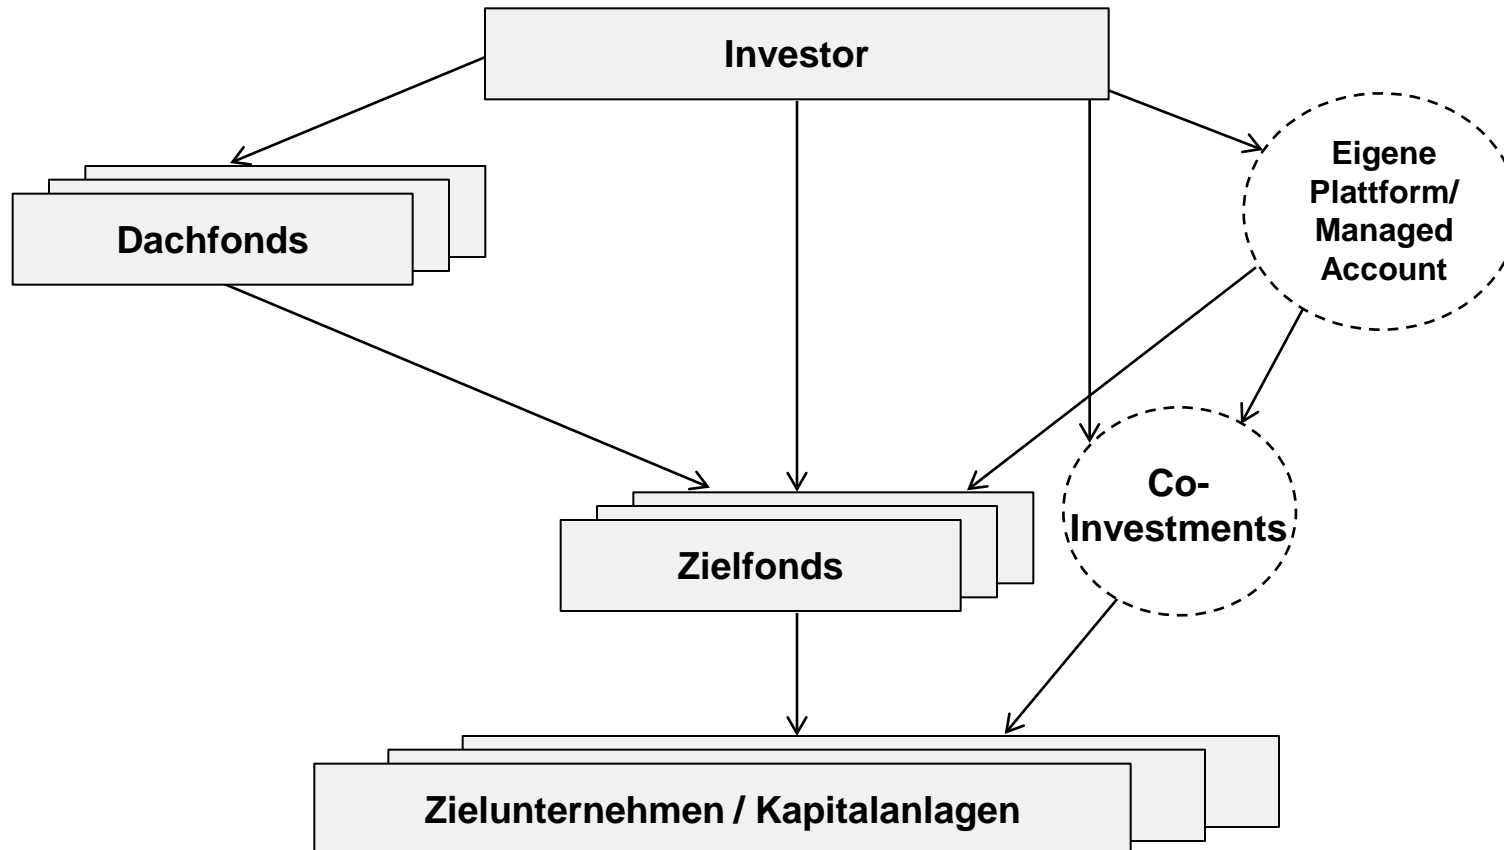 Investor
Eigene
Plattform/
Managed
Account
Dachfonds
Co-
Investments
Zielfonds
Zielunternehmen / Kapitalanlagen